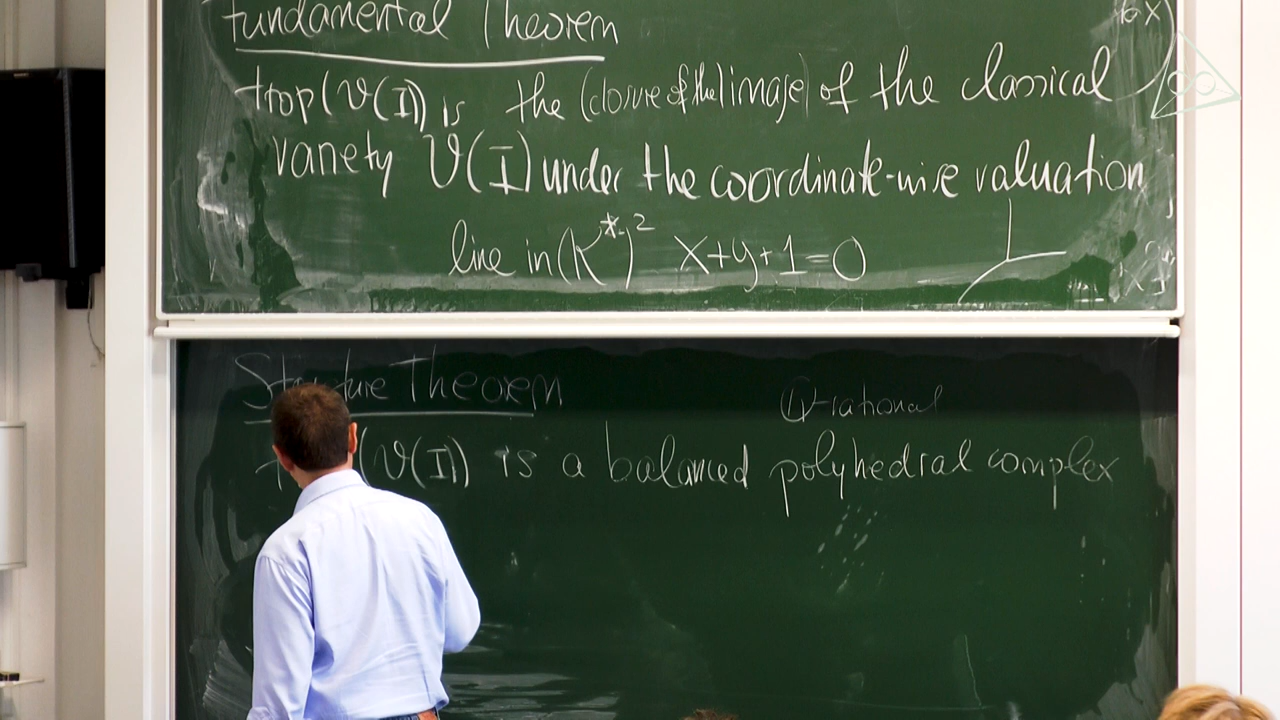 Fundamental Theorem
trop(V(I)) is the (closure of the) image of the classical
variety V(I) under the coordinate-wise valuation
line in (K*)² x+y+1=0
Structure Theorem
Q-rational
(V(I)) is a balanced polyhedral complex